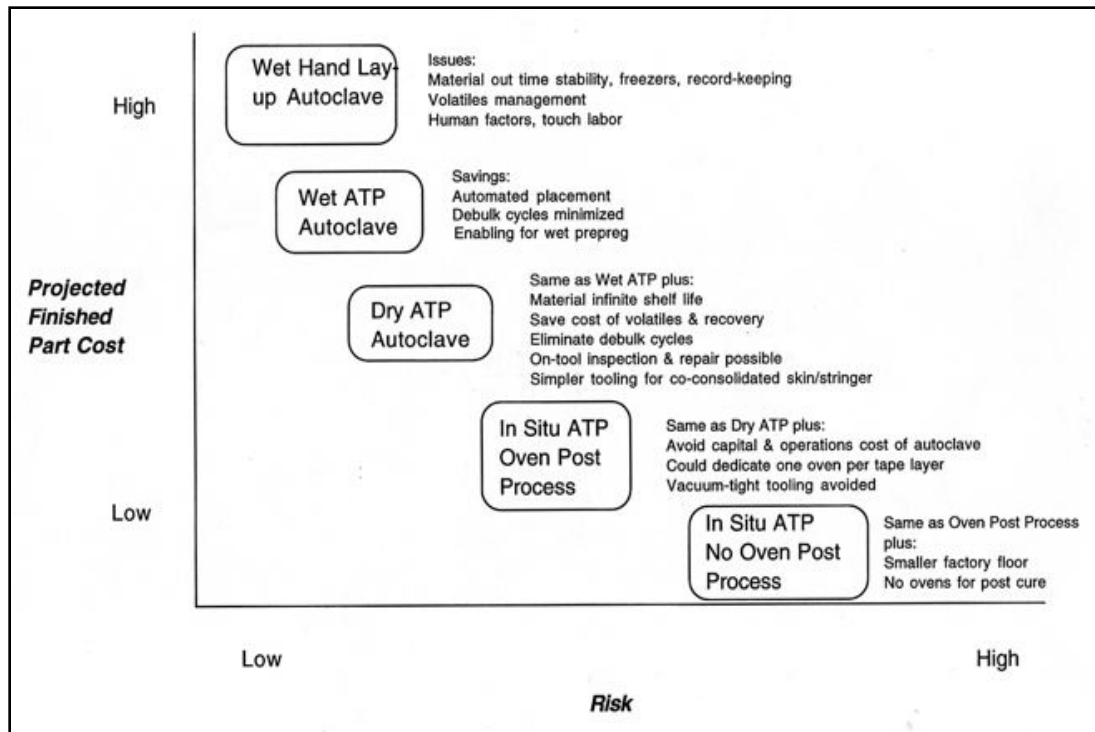 High
Wet Hand Lay-
up Autoclave
Issues:
Material out time stability, freezers, record-keeping
Volatiles management
Human factors, touch labor
Wet ATP
Autoclave
Savings:
Automated placement
Debulk cycles minimized
Enabling for wet prepreg
Projected
Finished
Part Cost
Dry ATP
Autoclave
Same as Wet ATP plus:
Material infinite shelf life
Save cost of volatiles & recovery
Eliminate debulk cycles
On-tool inspection & repair possible
Simpler tooling for co-consolidated skin/stringer
In Situ ATP
Oven Post
Process
Same as Dry ATP plus:
Avoid capital & operations cost of autoclave
Could dedicate one oven per tape layer
Vacuum-tight tooling avoided
Low
In Situ ATP
No Oven Post
Process
Same as Oven Post Process
plus:
Smaller factory floor
No ovens for post cure
Low
High
Risk